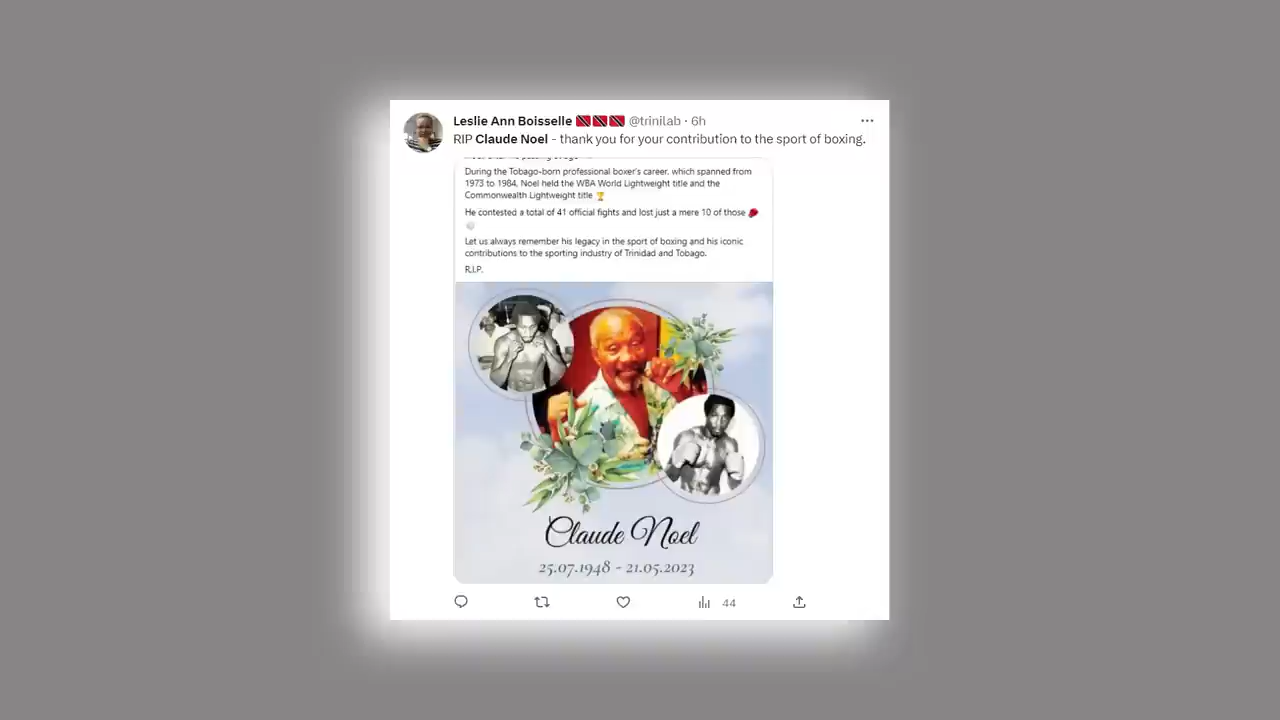 Leslie Ann Boisselle 🇹🇹🇹🇹🇹🇹 @trinilab · 6h
RIP Claude Noel - thank you for your contribution to the sport of boxing.
During the Tobago-born professional boxer's career, which spanned from
1973 to 1984, Noel held the WBA World Lightweight title and the
Commonwealth Lightweight title 🏆
He contested a total of 41 official fights and lost just a mere 10 of those 🥊
Let us always remember his legacy in the sport of boxing and his iconic
contributions to the sporting industry of Trinidad and Tobago.
R.I.P.
Claude Noel
25.07.1948 - 21.05.2023
44